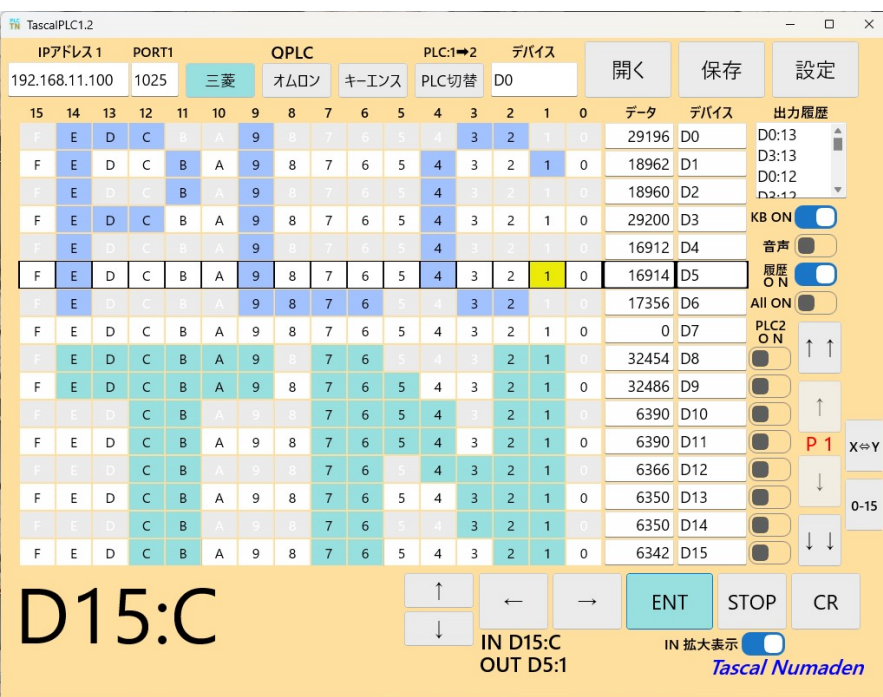 PLC TN TascalPLC1.2
IPアドレス 1 PORT1 QPLC PLC:1➡2 デバイス
192.168.11.100 1025 三菱 オムロン キーエンス PLC切替 D0 開く 保存 設定
15 14 13 12 11 10 9 8 7 6 5 4 3 2 1 0 データ デバイス 出力履歴
F E D C B A 9 8 7 6 5 4 3 2 1 0 29196 D0 D0:13
F E D C B A 9 8 7 6 5 4 3 2 1 0 18962 D1 D3:13
D0:12
F E D C B A 9 8 7 6 5 4 3 2 1 0 18960 D2 D3:12
F E D C B A 9 8 7 6 5 4 3 2 1 0 29200 D3 KB ON
F E D C B A 9 8 7 6 5 4 3 2 1 0 16912 D4 音声
F E D C B A 9 8 7 6 5 4 3 2 1 0 16914 D5 履歴 O N
F E D C B A 9 8 7 6 5 4 3 2 1 0 17356 D6 All ON
F E D C B A 9 8 7 6 5 4 3 2 1 0 0 D7 PLC2 O N
F E D C B A 9 8 7 6 5 4 3 2 1 0 32454 D8 ↑ ↑
F E D C B A 9 8 7 6 5 4 3 2 1 0 32486 D9
F E D C B A 9 8 7 6 5 4 3 2 1 0 6390 D10 ↑
F E D C B A 9 8 7 6 5 4 3 2 1 0 6390 D11 P 1 X⇔Y
F E D C B A 9 8 7 6 5 4 3 2 1 0 6366 D12 ↓
F E D C B A 9 8 7 6 5 4 3 2 1 0 6350 D13 0-15
F E D C B A 9 8 7 6 5 4 3 2 1 0 6350 D14
F E D C B A 9 8 7 6 5 4 3 2 1 0 6342 D15 ↓ ↓
D15:C ↑ ← → ENT STOP CR
↓
IN D15:C IN 拡大表示
OUT D5:1 Tascal Numaden